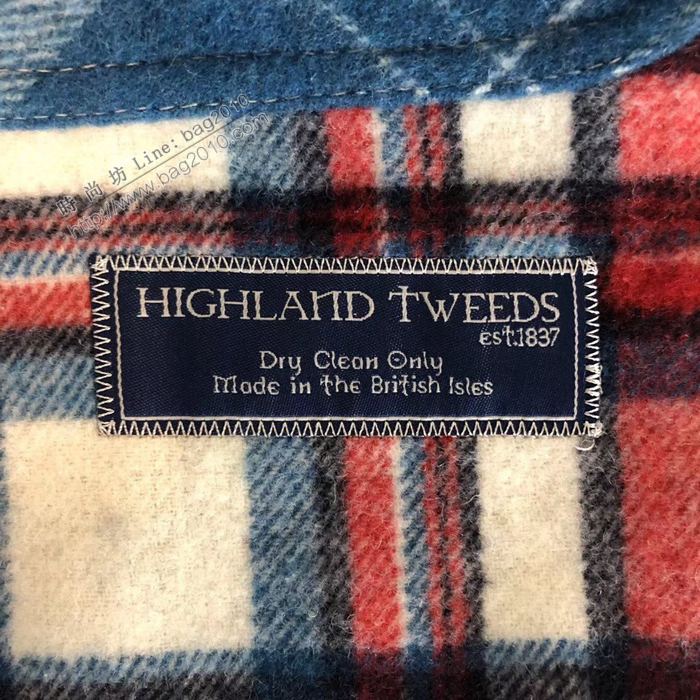 時尚坊 Line: bag2010
http://www.bag2010.com
HIGHLAND TWEEDS
est.1837
Dry Clean Only
Made in the British Isles